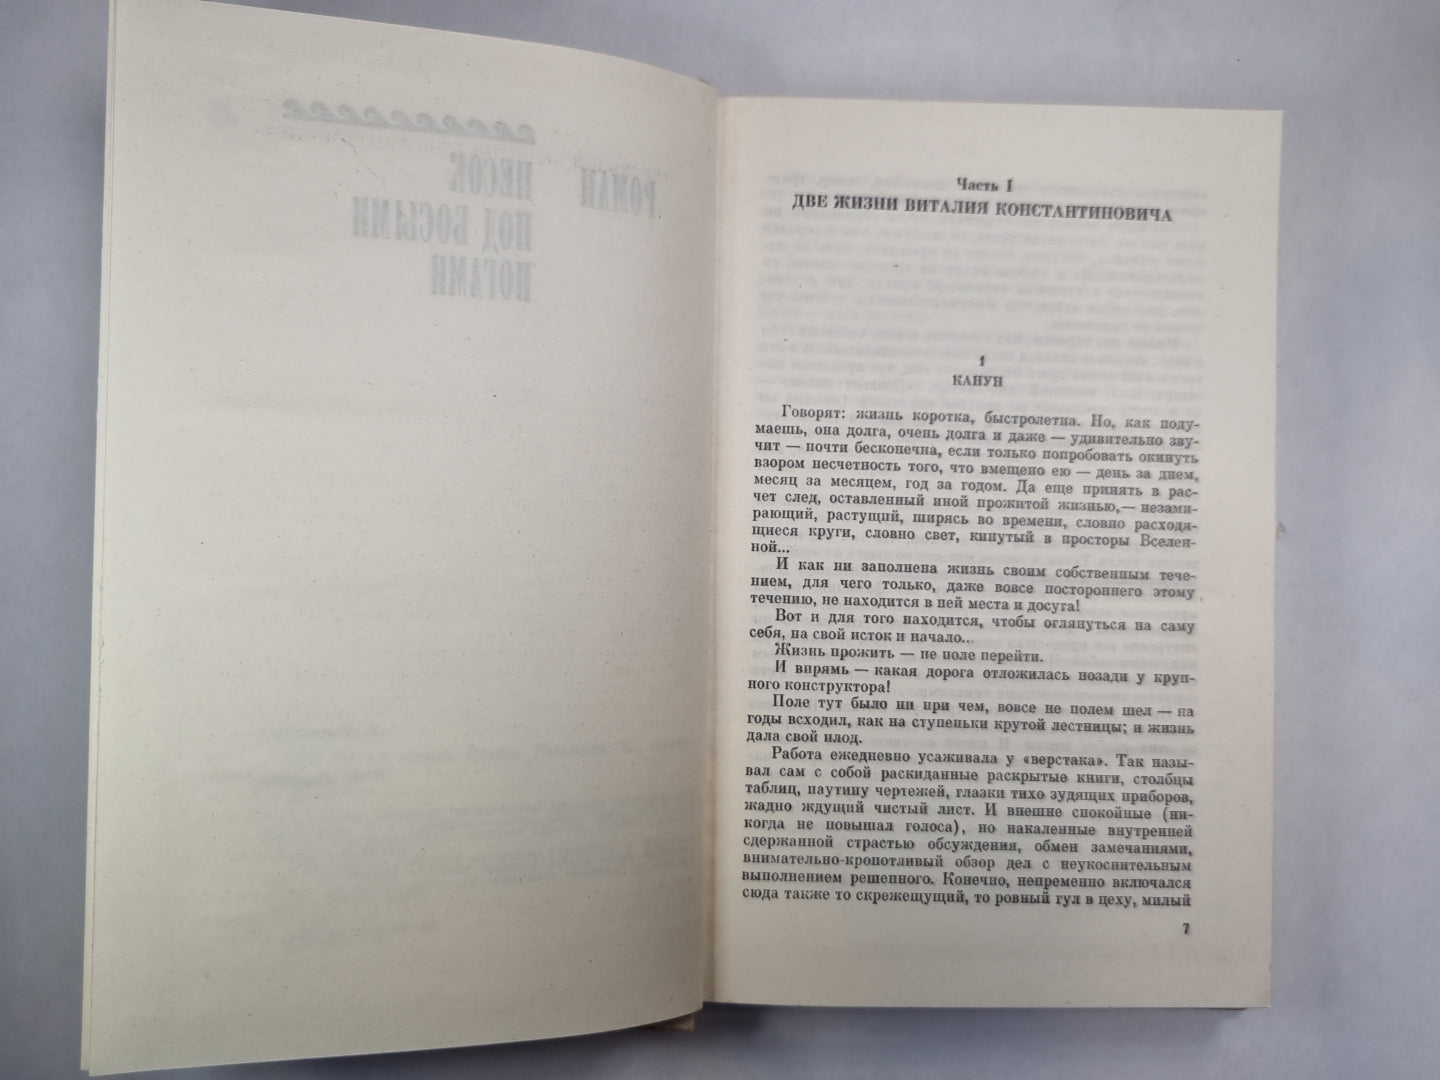 РОМАН
ПЕСОК
ПОД БОСЫМИ
НОГАМИ
Часть I
ДВЕ ЖИЗНИ ВИТАЛИЯ КОНСТАНТИНОВИЧА
1
КАНУН
Говорят: жизнь коротка, быстролетна. Но, как поду-
маешь, она долга, очень долга и даже — удивительно зву-
чит — почти бесконечна, если только попробовать окинуть
взором несчетность того, что вмещено ею — день за днем,
месяц за месяцем, год за годом. Да еще принять в рас-
чет след, оставленный иной прожитой жизнью,— незами-
рающий, растущий, ширясь во времени, словно расходя-
щиеся круги, словно свет, кинутый в просторы Вселен-
ной...
И как ни заполнена жизнь своим собственным тече-
нием, для чего только, даже вовсе постороннего этому
течению, не находится в ней места и досуга!
Вот и для того находится, чтобы оглянуться на саму
себя, на свой исток и начало...
Жизнь прожить — не поле перейти.
И впрямь — какая дорога отложилась позади у круп-
ного конструктора!
Поле тут было ни при чем, вовсе не полем шел — на
годы всходил, как на ступеньки крутой лестницы; и жизнь
дала свой плод.
Работа ежедневно усаживала у «верстака». Так назы-
вал сам с собой раскиданные раскрытые книги, столбцы
таблиц, паутину чертежей, глазки тихо зудящих приборов,
жадно ждущий чистый лист. И внешне спокойные (ни-
когда не повышал голоса), но накаленные внутренней
сдержанной страстью обсуждения, обмен замечаниями,
внимательно-кропотливый обзор дел с неукоснительным
выполнением решенного. Конечно, непременно включался
сюда также то скрежещущий, то ровный гул в цеху, милый
7